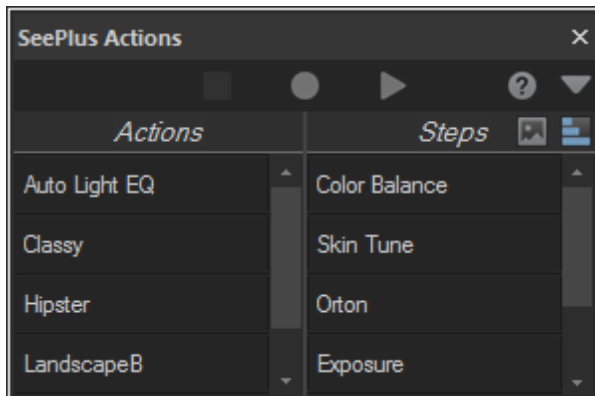 SeePlus Actions
Actions
Steps
Auto Light EQ
Color Balance
Classy
Skin Tune
Hipster
Orton
LandscapeB
Exposure